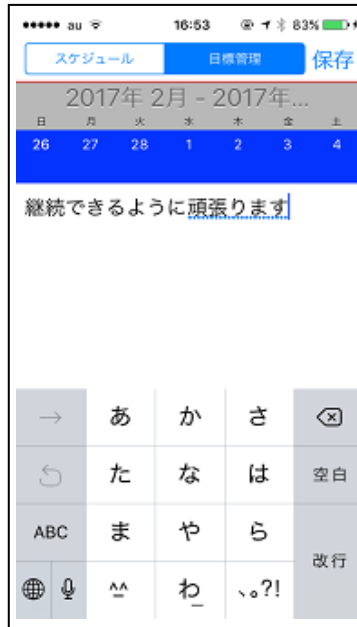 au 16:53 83%
スケジュール 目標管理 保存
2017年 2月 - 2017年...
日 月 火 水 木 金 土
26 27 28 1 2 3 4
継続できるように頑張ります
→ あ か さ
た な は 空白
ABC ま や ら
^^ わ 、。?! 改行